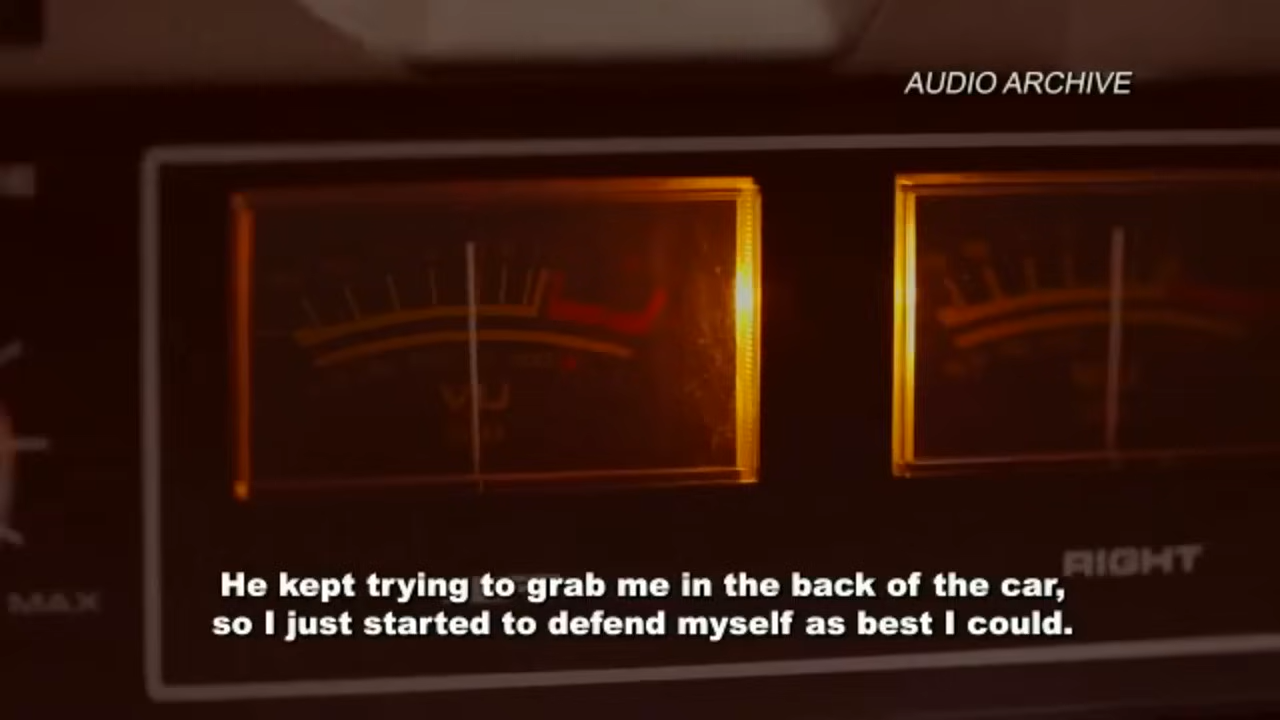 AUDIO ARCHIVE
VU
RIGHT
MAX
He kept trying to grab me in the back of the car,
so I just started to defend myself as best I could.